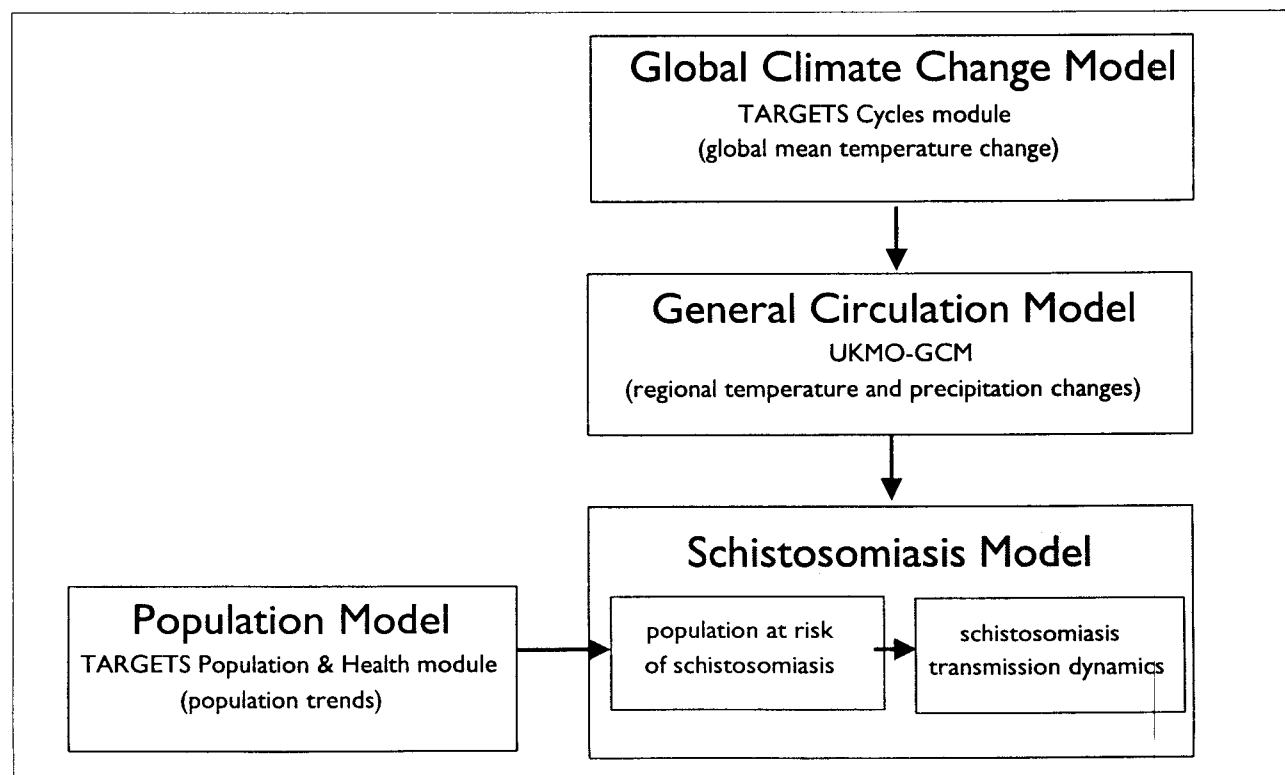 Global Climate Change Model
TARGETS Cycles module
(global mean temperature change)
General Circulation Model
UKMO-GCM
(regional temperature and precipitation changes)
Schistosomiasis Model
Population Model
TARGETS Population & Health module
(population trends)
population at risk
of schistosomiasis
schistosomiasis
transmission dynamics